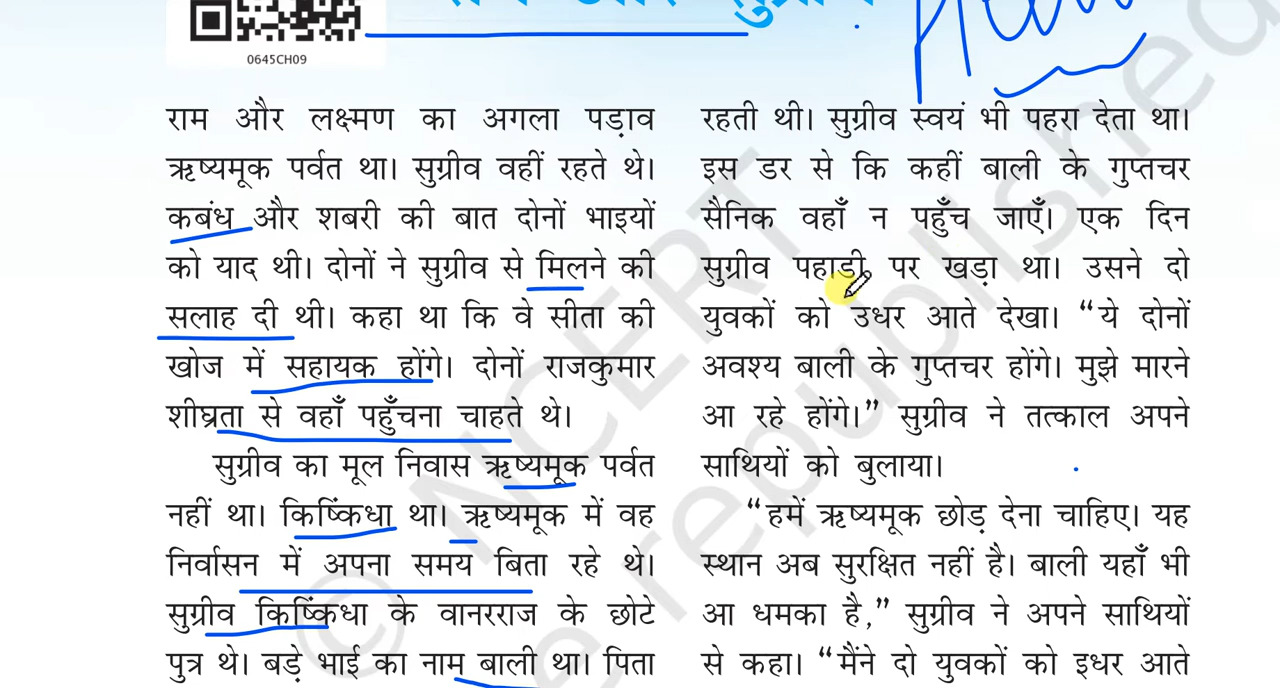 राम और सुग्रीव
0645CH09
राम और लक्ष्मण का अगला पड़ाव
ऋष्यमूक पर्वत था। सुग्रीव वहीं रहते थे।
कबंध और शबरी की बात दोनों भाइयों
को याद थी। दोनों ने सुग्रीव से मिलने की
सलाह दी थी। कहा था कि वे सीता की
खोज में सहायक होंगे। दोनों राजकुमार
शीघ्रता से वहाँ पहुँचना चाहते थे।
सुग्रीव का मूल निवास ऋष्यमूक पर्वत
नहीं था। किष्किंधा था। ऋष्यमूक में वह
निर्वासन में अपना समय बिता रहे थे।
सुग्रीव किष्किंधा के वानरराज के छोटे
पुत्र थे। बड़े भाई का नाम बाली था। पिता
रहती थी। सुग्रीव स्वयं भी पहरा देता था।
इस डर से कि कहीं बाली के गुप्तचर
सैनिक वहाँ न पहुँच जाएँ। एक दिन
सुग्रीव पहाड़ी पर खड़ा था। उसने दो
युवकों को उधर आते देखा। “ये दोनों
अवश्य बाली के गुप्तचर होंगे। मुझे मारने
आ रहे होंगे।” सुग्रीव ने तत्काल अपने
साथियों को बुलाया।
“हमें ऋष्यमूक छोड़ देना चाहिए। यह
स्थान अब सुरक्षित नहीं है। बाली यहाँ भी
आ धमका है,” सुग्रीव ने अपने साथियों
से कहा। “मैंने दो युवकों को इधर आते
© NCERT
be republished